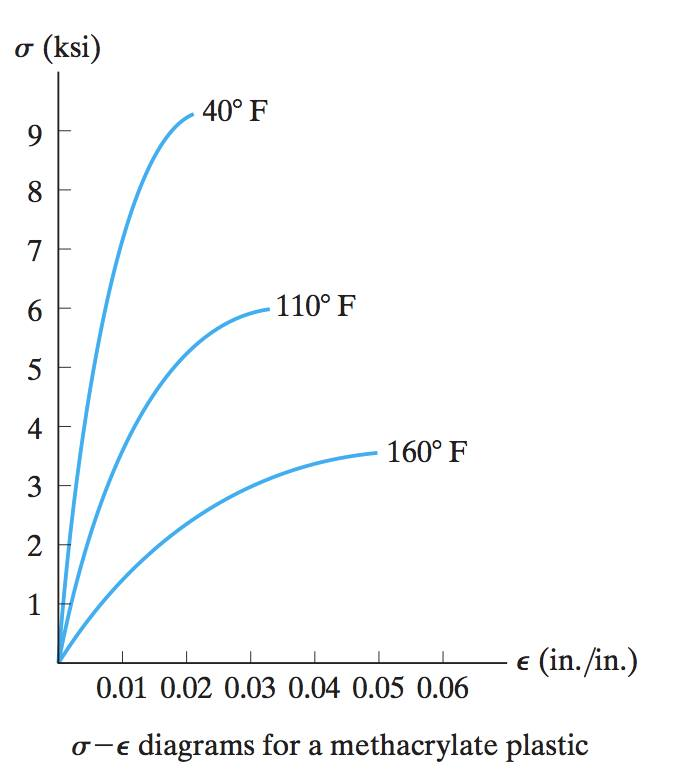 σ (ksi)
40° F
9
8
7
110° F
6
5
4
160° F
3
2
1
ϵ (in./in.)
0.01 0.02 0.03 0.04 0.05 0.06
σ–ϵ diagrams for a methacrylate plastic